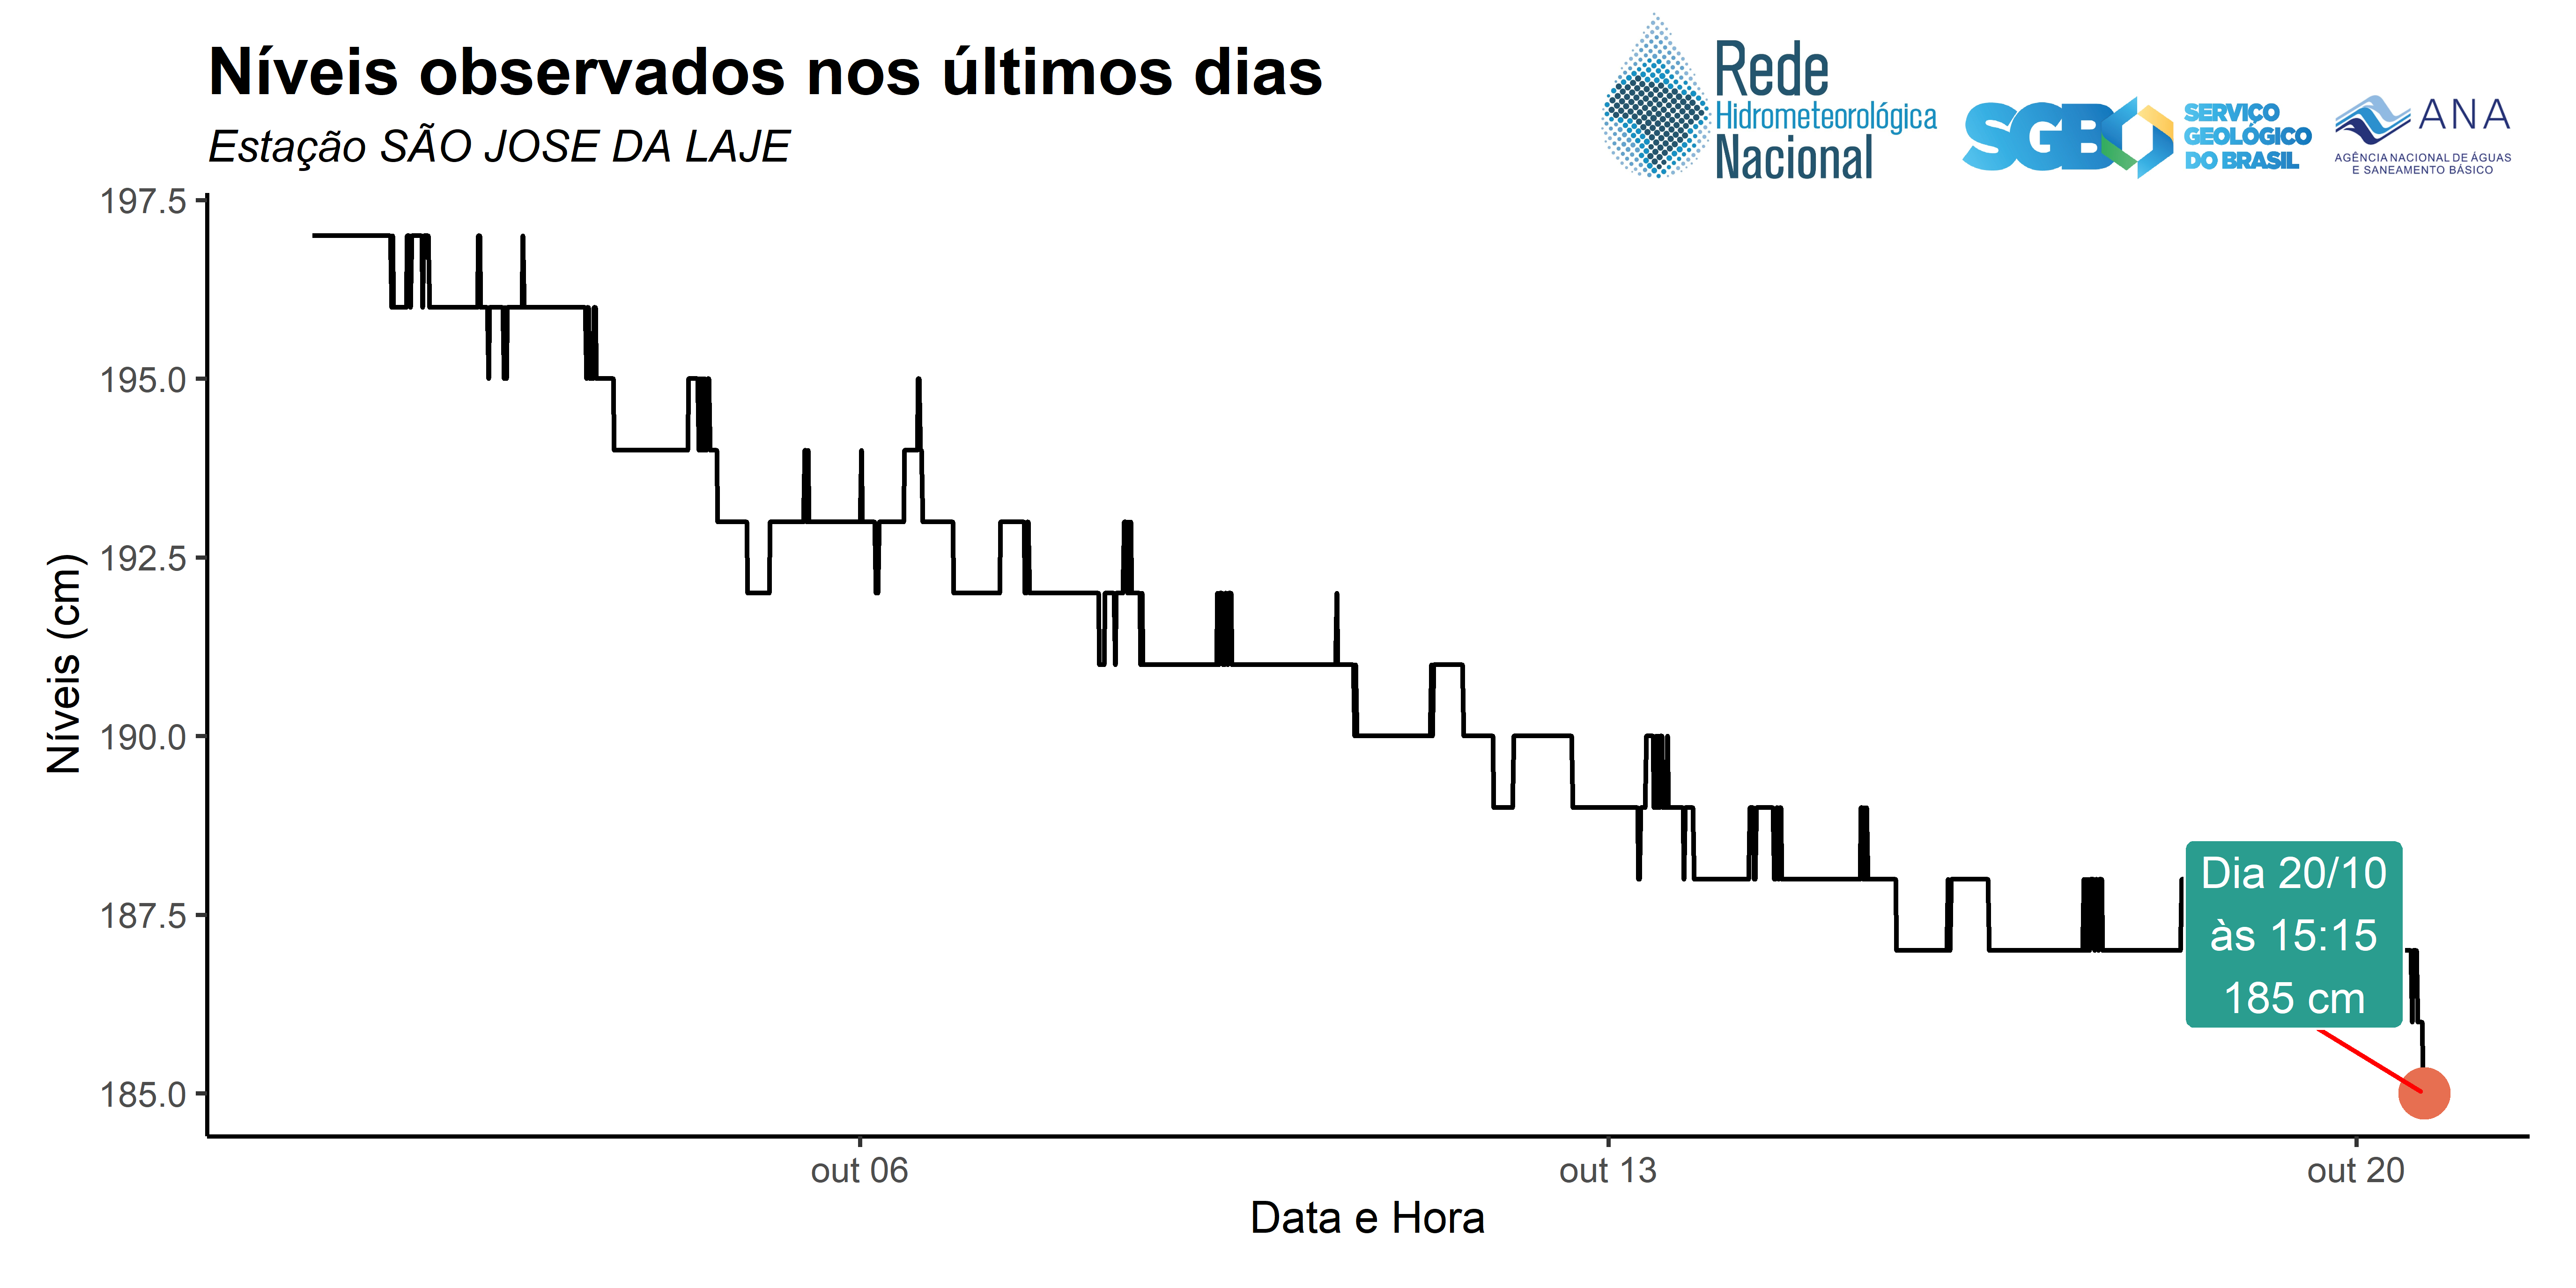 Níveis observados nos últimos dias
Estação SÃO JOSE DA LAJE
Rede
Hidrometeorológica
Nacional
SGB
SERVIÇO
GEOLÓGICO
DO BRASIL
ANA
AGÊNCIA NACIONAL DE ÁGUAS
E SANEAMENTO BÁSICO
Níveis (cm)
197.5
195.0
192.5
190.0
187.5
185.0
Dia 20/10
às 15:15
185 cm
out 06
out 13
out 20
Data e Hora